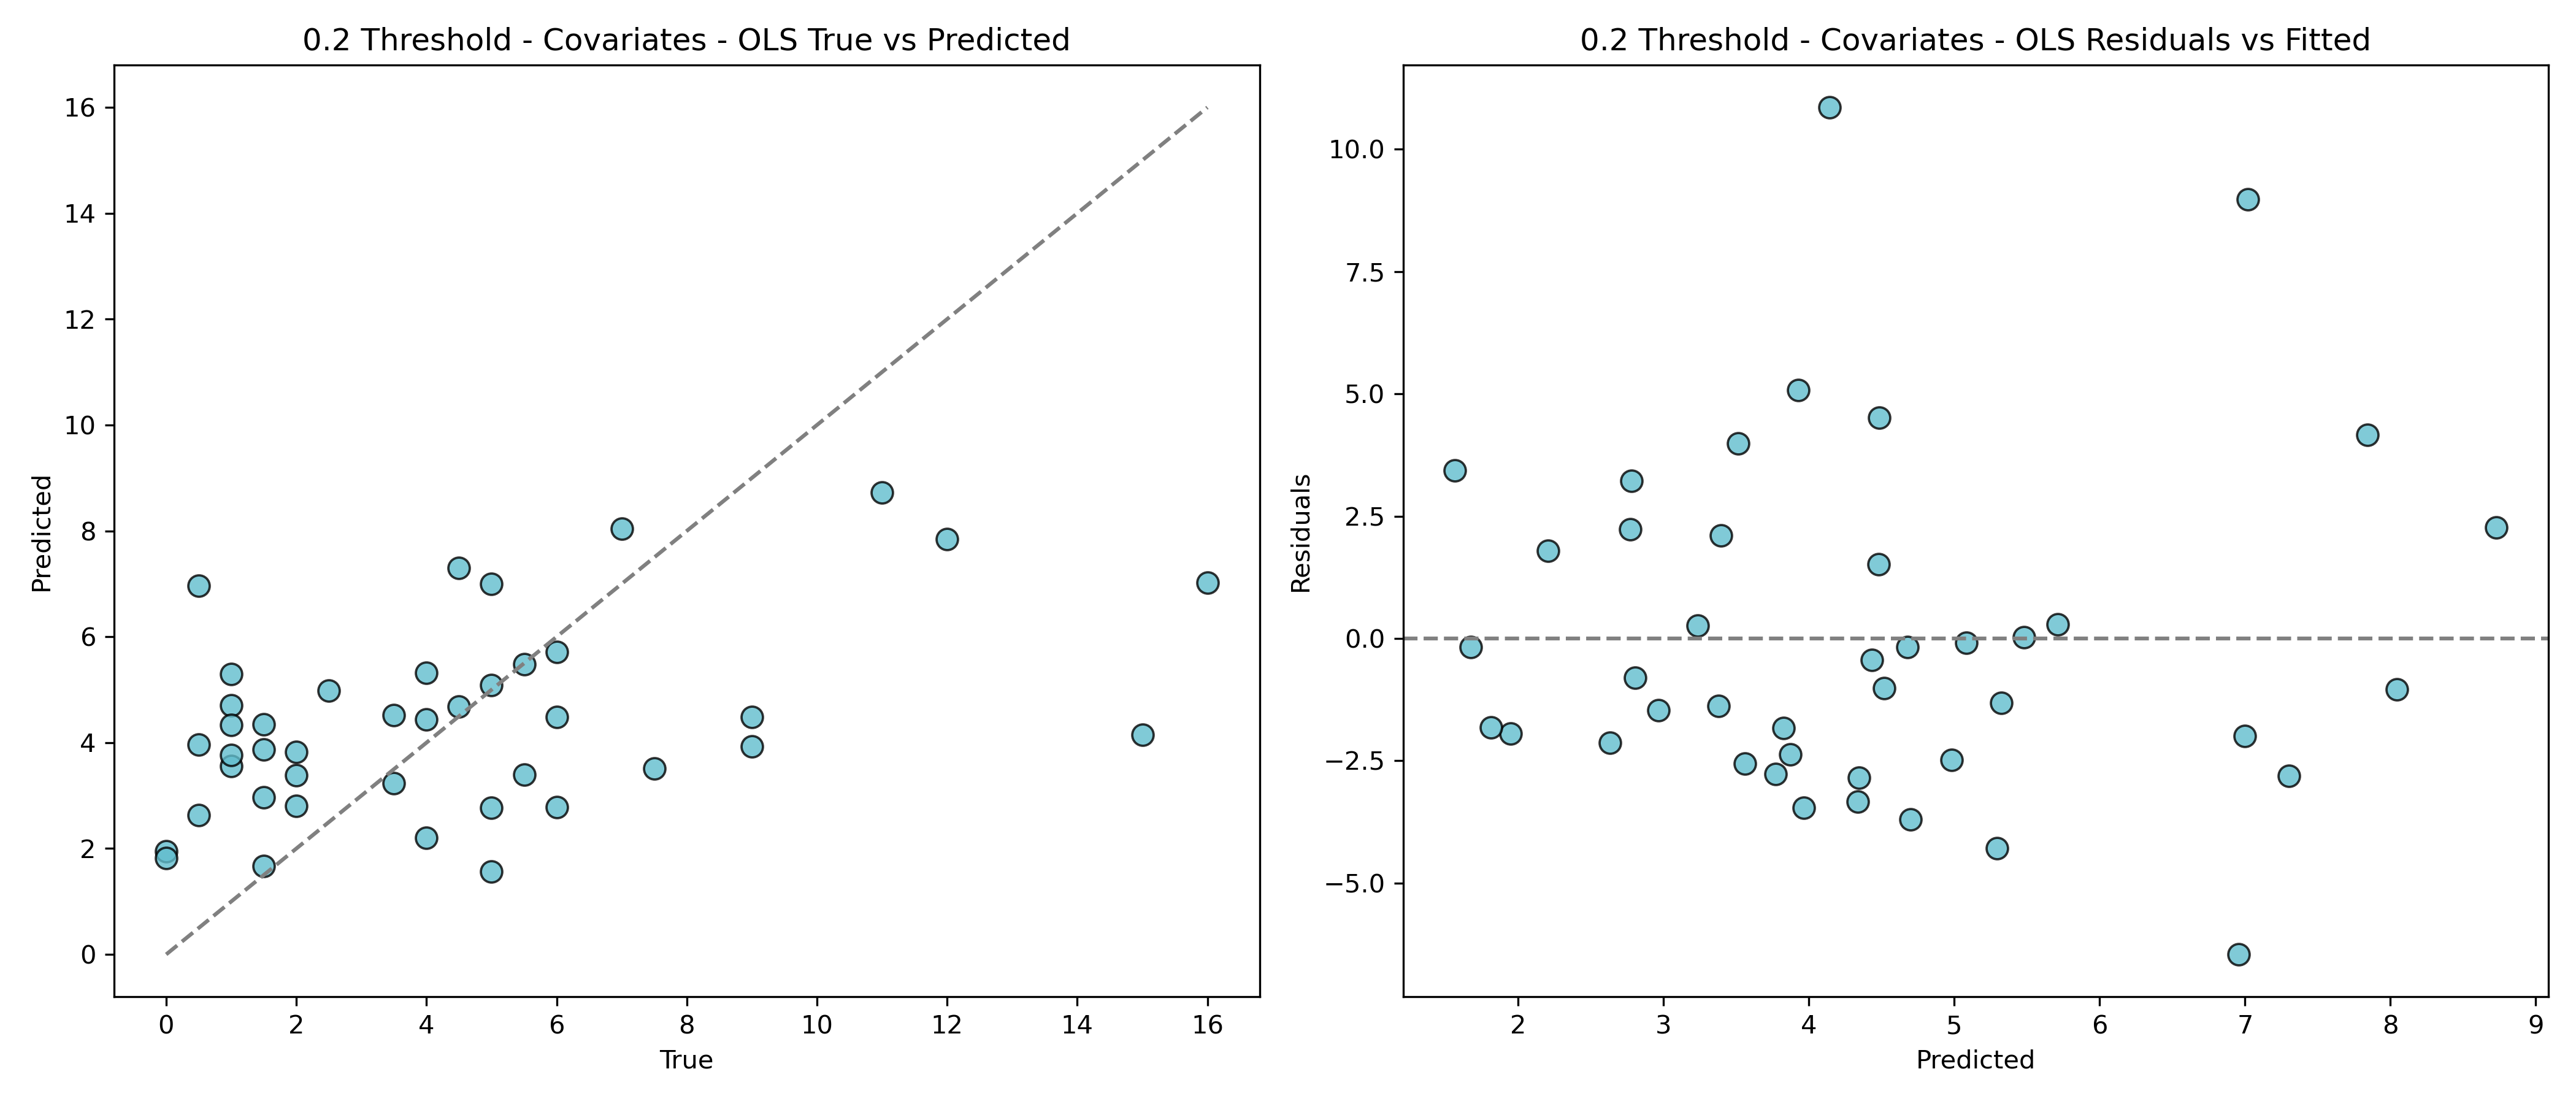 0.2 Threshold - Covariates - OLS True vs Predicted
16
14
12
10
8
6
4
2
0
Predicted
0 2 4 6 8 10 12 14 16
True
0.2 Threshold - Covariates - OLS Residuals vs Fitted
10.0
7.5
5.0
2.5
0.0
−2.5
−5.0
Residuals
2 3 4 5 6 7 8 9
Predicted